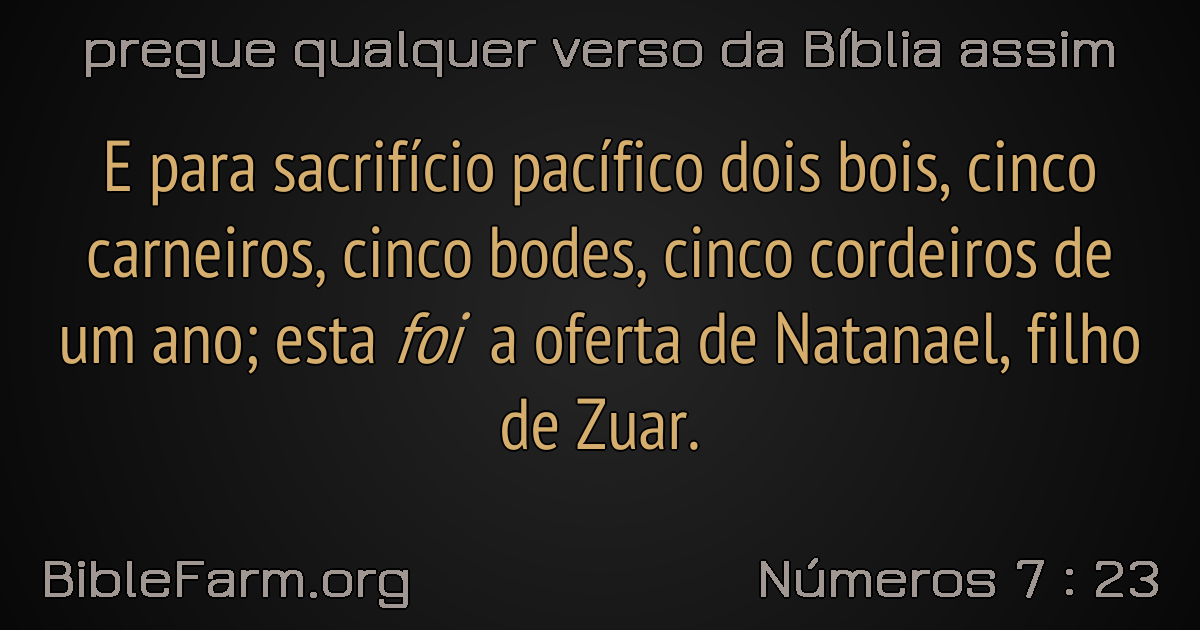 pregue qualquer verso da Bíblia assim
E para sacrifício pacífico dois bois, cinco
carneiros, cinco bodes, cinco cordeiros de
um ano; esta foi a oferta de Natanael, filho
de Zuar.
BibleFarm.org
Números 7 : 23